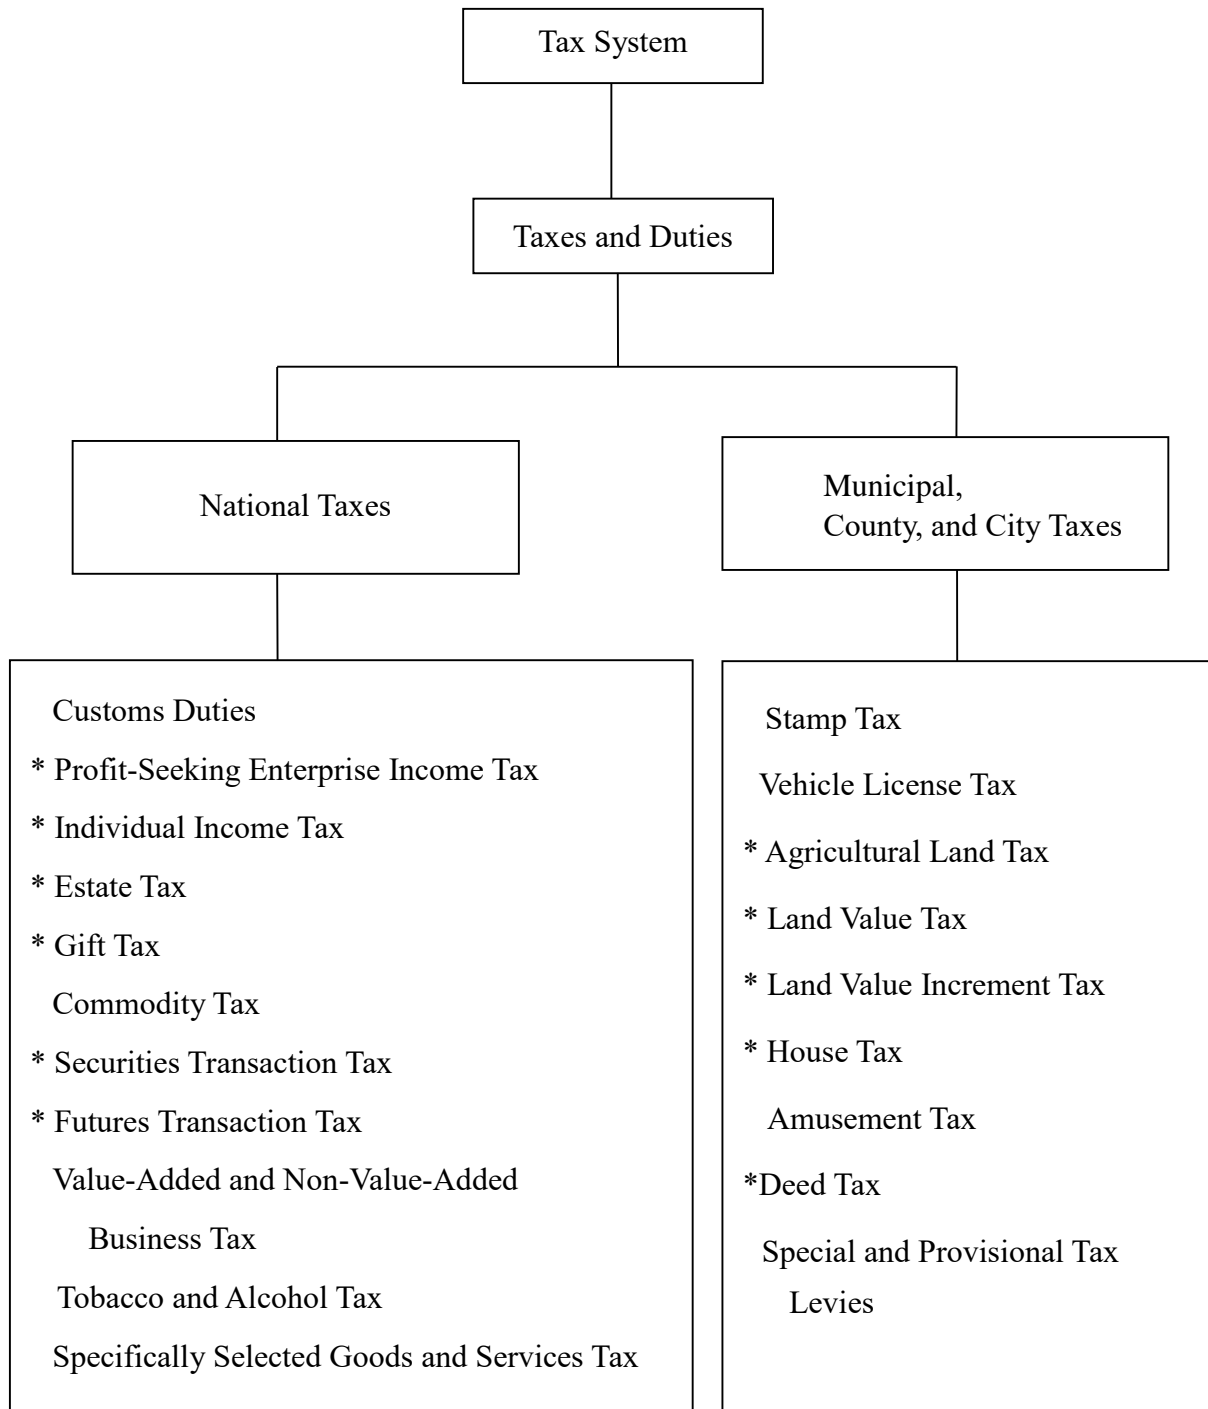 Tax System
Taxes and Duties
National Taxes
Municipal,
County, and City Taxes
Customs Duties
* Profit-Seeking Enterprise Income Tax
* Individual Income Tax
* Estate Tax
* Gift Tax
Commodity Tax
* Securities Transaction Tax
* Futures Transaction Tax
Value-Added and Non-Value-Added
Business Tax
Tobacco and Alcohol Tax
Specifically Selected Goods and Services Tax
Stamp Tax
Vehicle License Tax
* Agricultural Land Tax
* Land Value Tax
* Land Value Increment Tax
* House Tax
Amusement Tax
*Deed Tax
Special and Provisional Tax
Levies